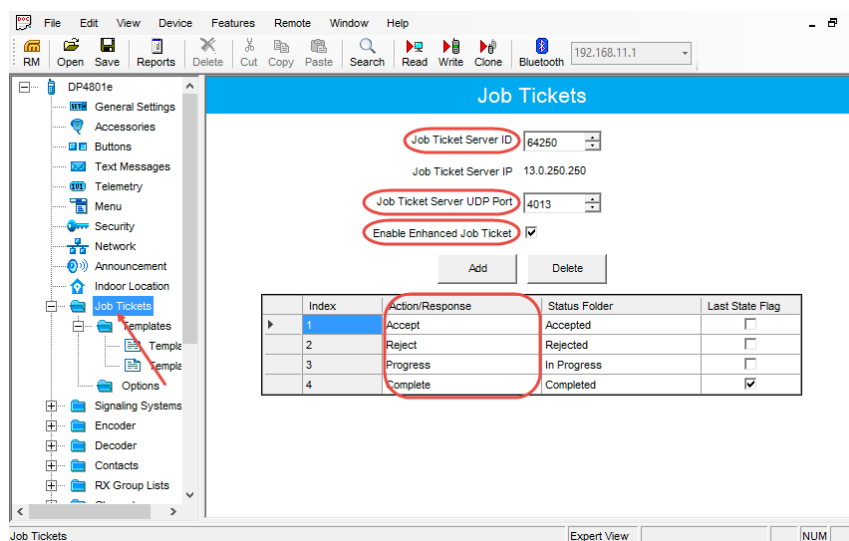 File Edit View Device Features Remote Window Help
RM Open Save Reports Delete Cut Copy Paste Search Read Write Clone Bluetooth 192.168.11.1
DP4801e
General Settings
Accessories
Buttons
Text Messages
Telemetry
Menu
Security
Network
Announcement
Indoor Location
Job Tickets
Templates
Templa
Templa
Options
Signaling Systems
Encoder
Decoder
Contacts
RX Group Lists
Job Tickets
Job Ticket Server ID 64250
Job Ticket Server IP 13.0.250.250
Job Ticket Server UDP Port 4013
Enable Enhanced Job Ticket
Add Delete
Index Action/Response Status Folder Last State Flag
1 Accept Accepted
2 Reject Rejected
3 Progress In Progress
4 Complete Completed
Job Tickets Expert View NUM